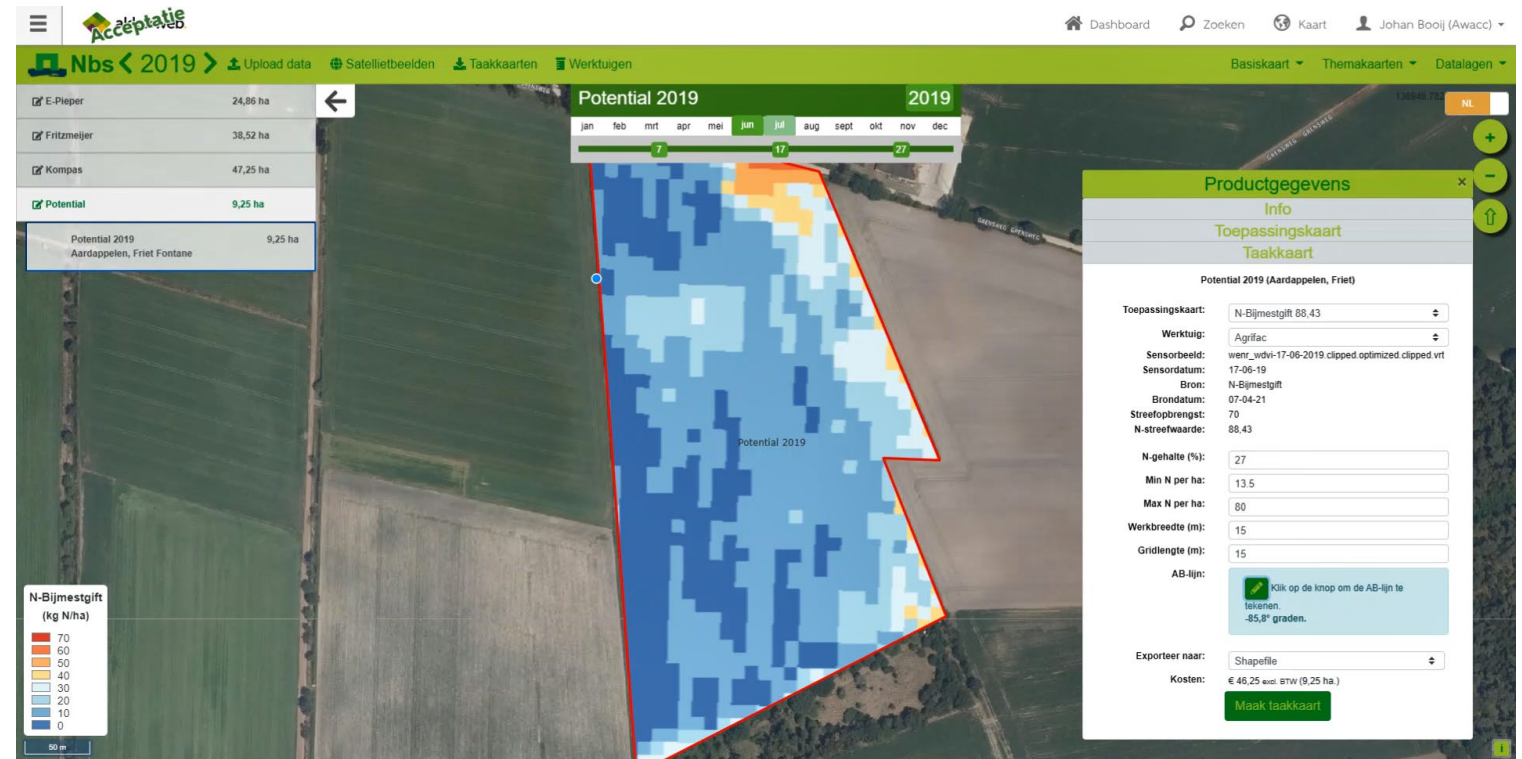 Acceptatie
Dashboard
Zoeken
Kaart
Johan Booij (Awacc)
Nbs
2019
Upload data
Satellietbeelden
Taakkaarten
Werktuigen
Basiskaart
Themakaarten
Datalagen
E-Pieper 24,86 ha
Fritzmeijer 38,52 ha
Kompas 47,25 ha
Potential 9,25 ha
Potential 2019 9,25 ha
Aardappelen, Friet Fontane
Potential 2019 2019
jan feb mrt apr mei jun jul aug sept okt nov dec
7 17 27
NL
+
-
GRENSWEG GRENSWEG
GRENSWEG GRENSWEG
Potential 2019
Productgegevens ×
Info
Toepassingskaart
Taakkaart
Potential 2019 (Aardappelen, Friet)
Toepassingskaart: N-Bijmestgift 88,43
Werktuig: Agrifac
Sensorbeeld: wenr_wdvi-17-06-2019.clipped.optimized.clipped.vrt
Sensordatum: 17-06-19
Bron: N-Bijmestgift
Brondatum: 07-04-21
Streefopbrengst: 70
N-streefwaarde: 88,43
N-gehalte (%): 27
Min N per ha: 13.5
Max N per ha: 80
Werkbreedte (m): 15
Gridlengte (m): 15
AB-lijn: Klik op de knop om de AB-lijn te
tekenen.
-85,8° graden.
Exporteer naar: Shapefile
Kosten: € 46,25 excl. BTW (9,25 ha.)
Maak taakkaart
N-Bijmestgift
(kg N/ha)
70
60
50
40
30
20
10
0
50 m
i